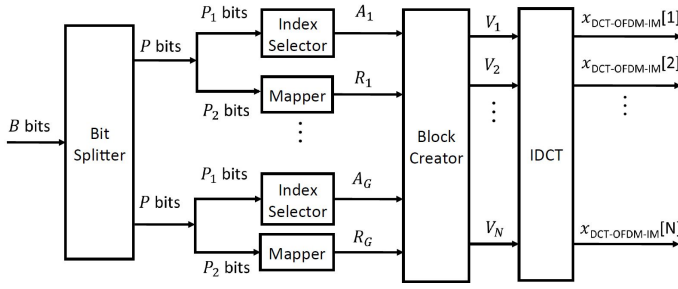 B bits
Bit
Splitter
P bits
P₁ bits
Index
Selector
A₁
P₂ bits
Mapper
R₁
P bits
P₁ bits
Index
Selector
A_G
P₂ bits
Mapper
R_G
Block
Creator
V₁
V₂
V_N
IDCT
x_DCT-OFDM-IM[1]
x_DCT-OFDM-IM[2]
x_DCT-OFDM-IM[N]